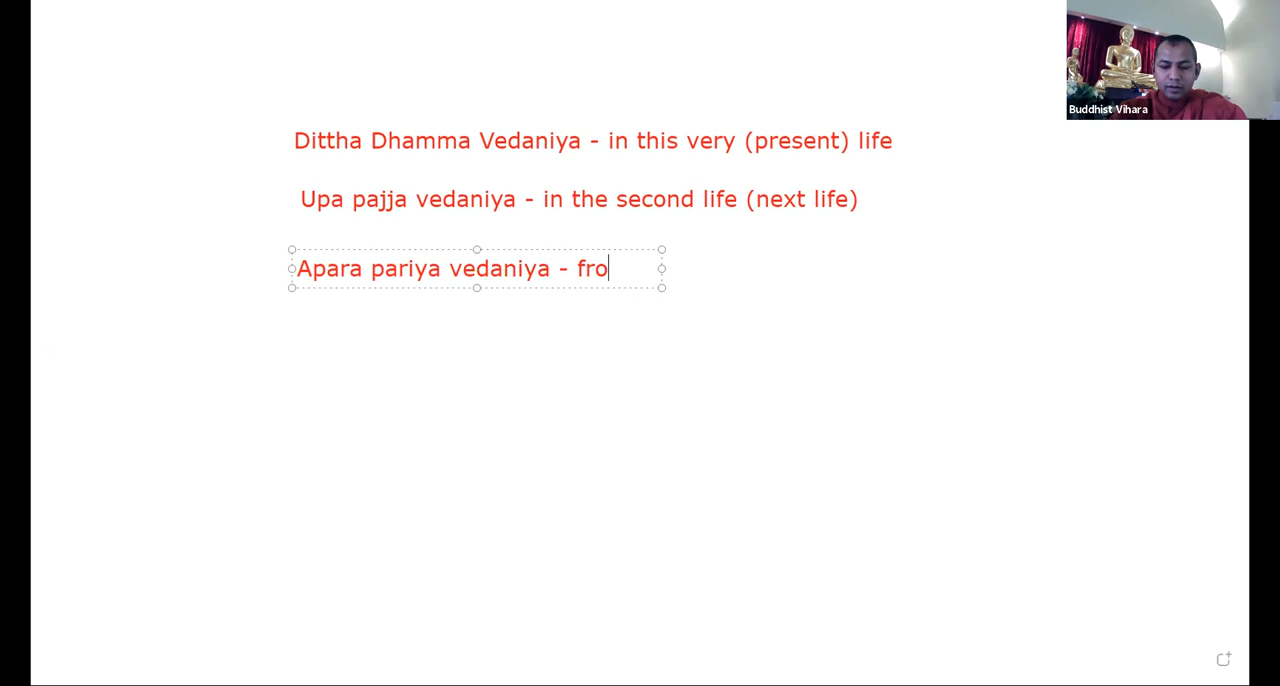 Buddhist Vihara
Dittha Dhamma Vedaniya - in this very (present) life
Upa pajja vedaniya - in the second life (next life)
Apara pariya vedaniya - fro